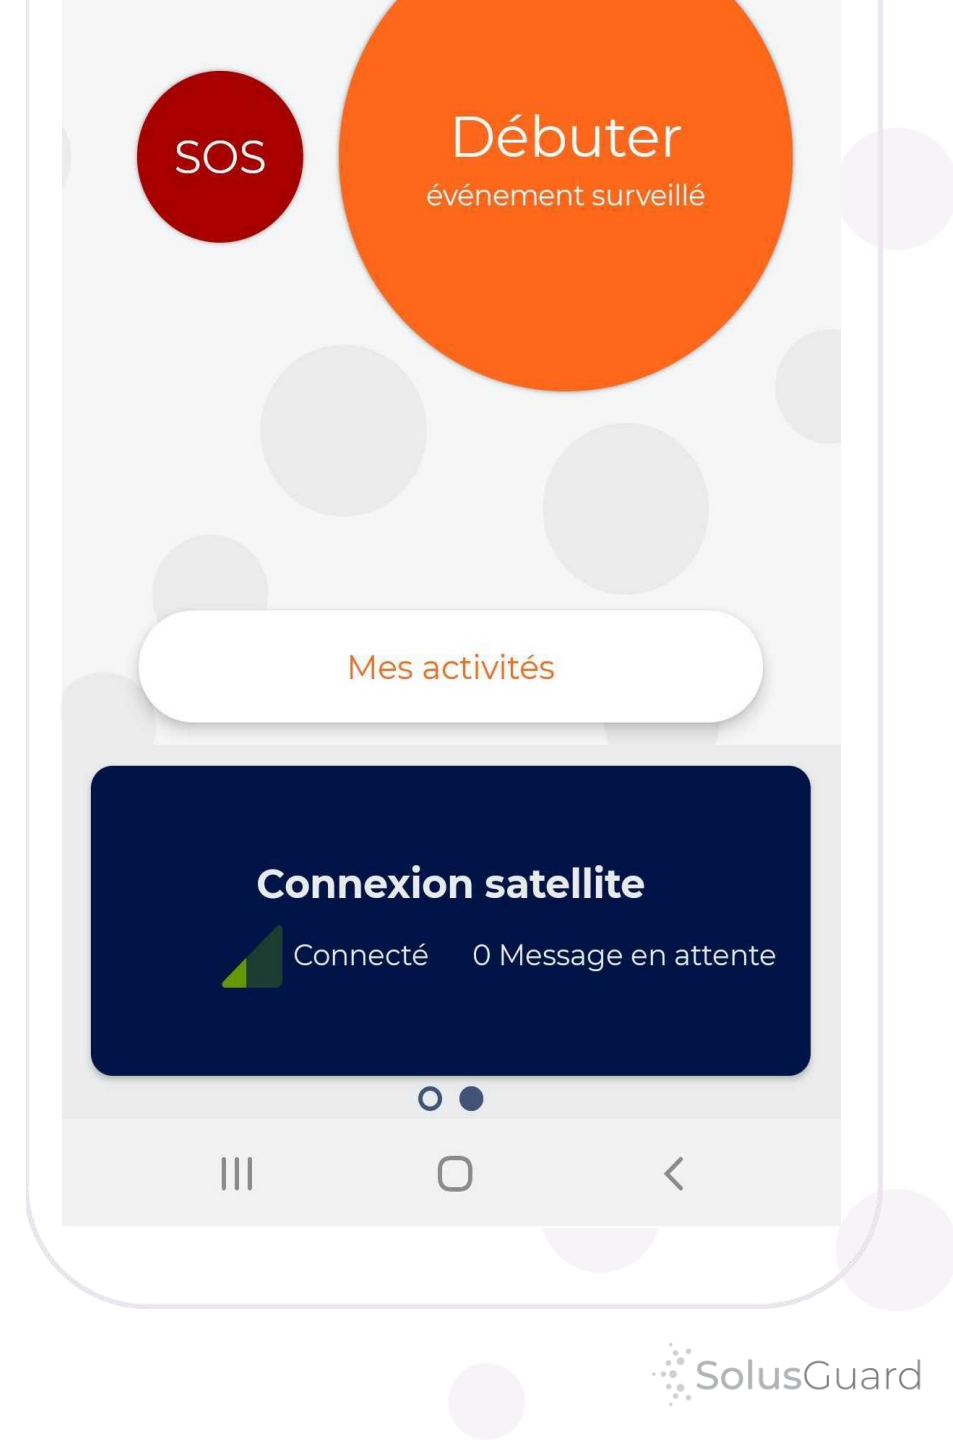 SOS
Débuter
événement surveillé
Mes activités
Connexion satellite
Connecté 0 Message en attente
SolusGuard